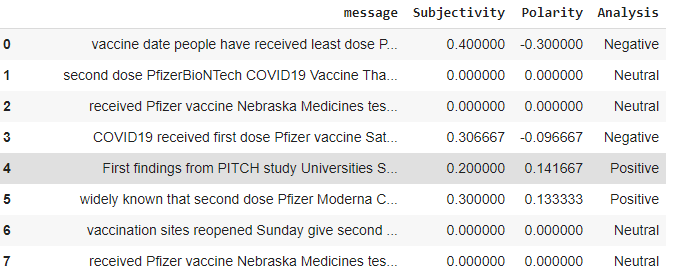 message Subjectivity Polarity Analysis
0 vaccine date people have received least dose P... 0.400000 -0.300000 Negative
1 second dose PfizerBioNTech COVID19 Vaccine Tha... 0.000000 0.000000 Neutral
2 received Pfizer vaccine Nebraska Medicines tes... 0.000000 0.000000 Neutral
3 COVID19 received first dose Pfizer vaccine Sat... 0.306667 -0.096667 Negative
4 First findings from PITCH study Universities S... 0.200000 0.141667 Positive
5 widely known that second dose Pfizer Moderna C... 0.300000 0.133333 Positive
6 vaccination sites reopened Sunday give second ... 0.000000 0.000000 Neutral
7 received Pfizer vaccine Nebraska Medicines tes... 0.000000 0.000000 Neutral